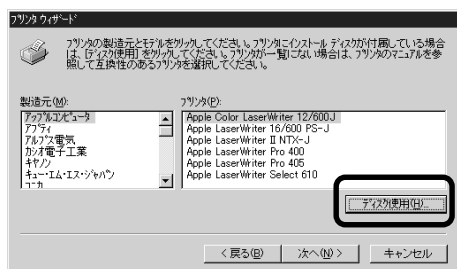 プリンタ ウィザード
プリンタの製造元とモデルをクリックしてください。プリンタにインストール ディスクが付属している場合
は、[ディスク使用] をクリックしてください。プリンタが一覧にない場合は、プリンタのマニュアルを参
照して互換性のあるプリンタを選択してください。
製造元(M):
アップルコンピュータ
アプティ
アルプス電気
カシオ電子工業
キヤノン
キュー・エム・エス・ジャパン
コニカ
プリンタ(P):
Apple Color LaserWriter 12/600J
Apple LaserWriter 16/600 PS-J
Apple LaserWriter II NTX-J
Apple LaserWriter Pro 400
Apple LaserWriter Pro 405
Apple LaserWriter Select 610
ディスク使用(H)...
< 戻る(B)
次へ(N) >
キャンセル